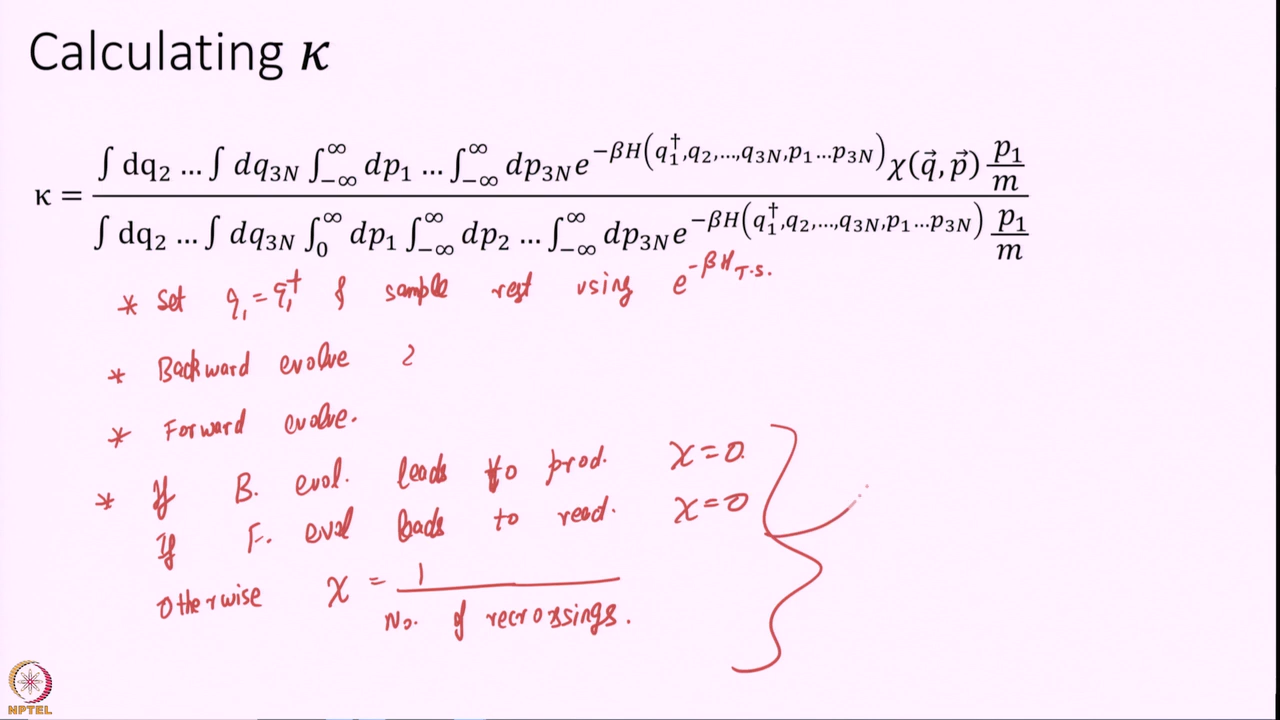 Calculating κ
κ = ∫ dq₂ … ∫ dq₃N ∫₋∞^∞ dp₁ … ∫₋∞^∞ dp₃N e^−βH(q₁†,q₂,…,q₃N,p₁…p₃N) χ(q⃗, p⃗) p₁/m
∫ dq₂ … ∫ dq₃N ∫₀^∞ dp₁ ∫₋∞^∞ dp₂ … ∫₋∞^∞ dp₃N e^−βH(q₁†,q₂,…,q₃N,p₁…p₃N) p₁/m
* Set q₁ = q₁† & sample rest using e^−βH T.S.
* Backward evolve 2
* Forward evolve.
* If B. evol. leads to prod. χ = 0.
If F. evol leads to react. χ = 0
Otherwise χ = 1 / No. of recrossings.
NPTEL